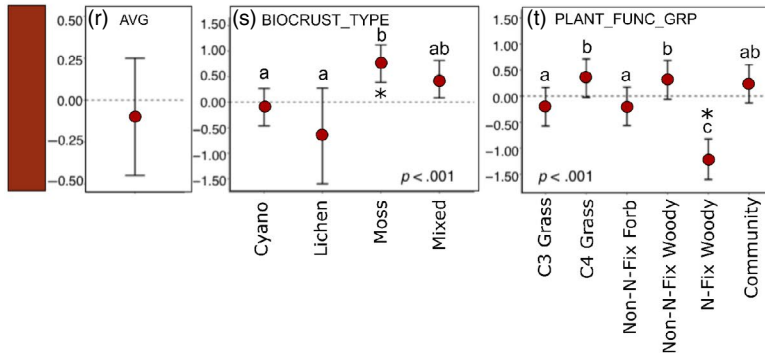 (r) AVG
0.50
0.25
0.00
−0.25
−0.50
(s) BIOCRUST_TYPE
1.50
1.00
0.50
0.00
−0.50
−1.00
−1.50
a
a
b
*
ab
p < .001
Cyano
Lichen
Moss
Mixed
(t) PLANT_FUNC_GRP
1.50
1.00
0.50
0.00
−0.50
−1.00
−1.50
a
b
a
b
*
c
ab
p < .001
C3 Grass
C4 Grass
Non-N-Fix Forb
Non-N-Fix Woody
N-Fix Woody
Community